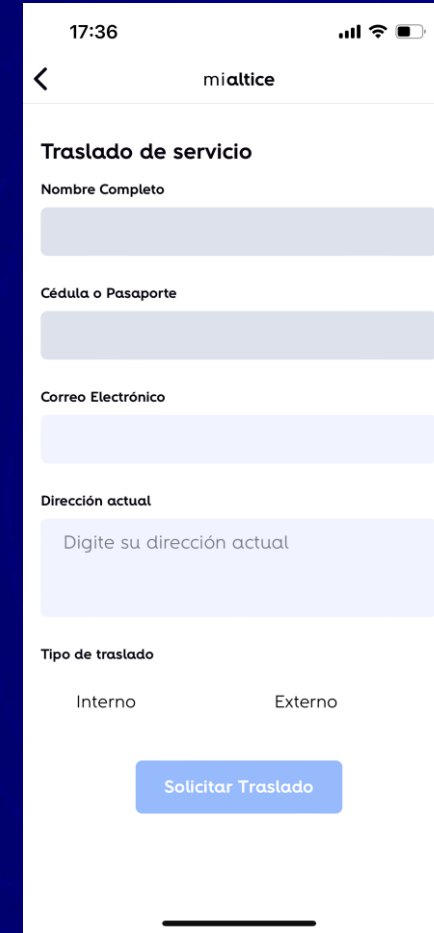 17:36
mialtice
Traslado de servicio
Nombre Completo
Cédula o Pasaporte
Correo Electrónico
Dirección actual
Digite su dirección actual
Tipo de traslado
Interno Externo
Solicitar Traslado